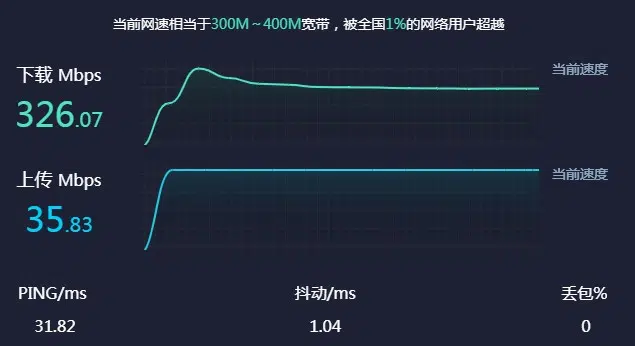 当前网速相当于300M～400M宽带，被全国1%的网络用户超越
下载 Mbps
当前速度
326.07
上传 Mbps
当前速度
35.83
PING/ms 抖动/ms 丢包%
31.82 1.04 0